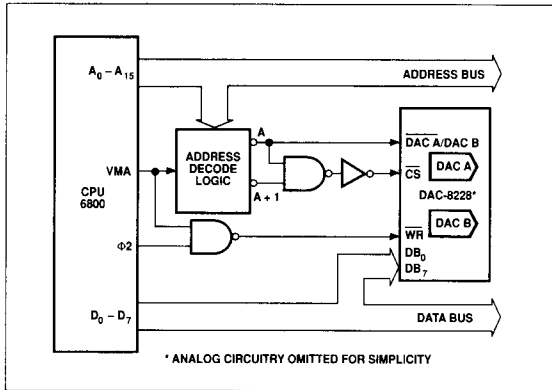 A0 – A15
ADDRESS BUS
A
DAC A/DAC B
ADDRESS DECODE LOGIC
VMA
CS
DAC A
CPU 6800
A + 1
DAC-8228*
DAC B
Φ2
WR
DB0
DB7
D0 – D7
DATA BUS
* ANALOG CIRCUITRY OMITTED FOR SIMPLICITY